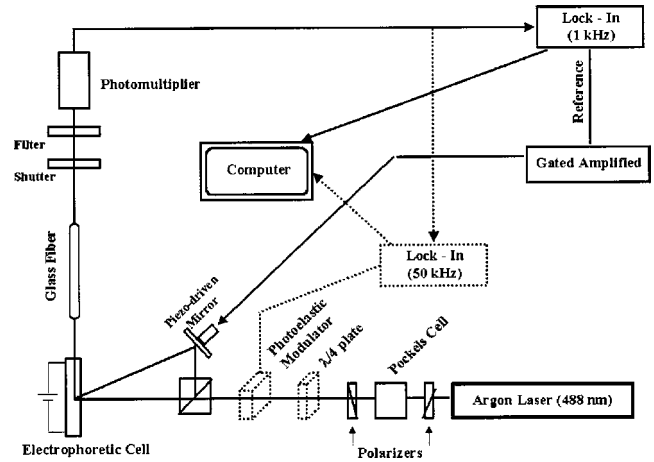 Lock - In
(1 kHz)
Photomultiplier
Reference
Filter
Shutter
Computer
Gated Amplified
Glass Fiber
Lock - In
(50 kHz)
Piezo-driven
Mirror
Photoelastic
Modulator
λ/4 plate
Pockels Cell
Argon Laser (488 nm)
Electrophoretic Cell
Polarizers